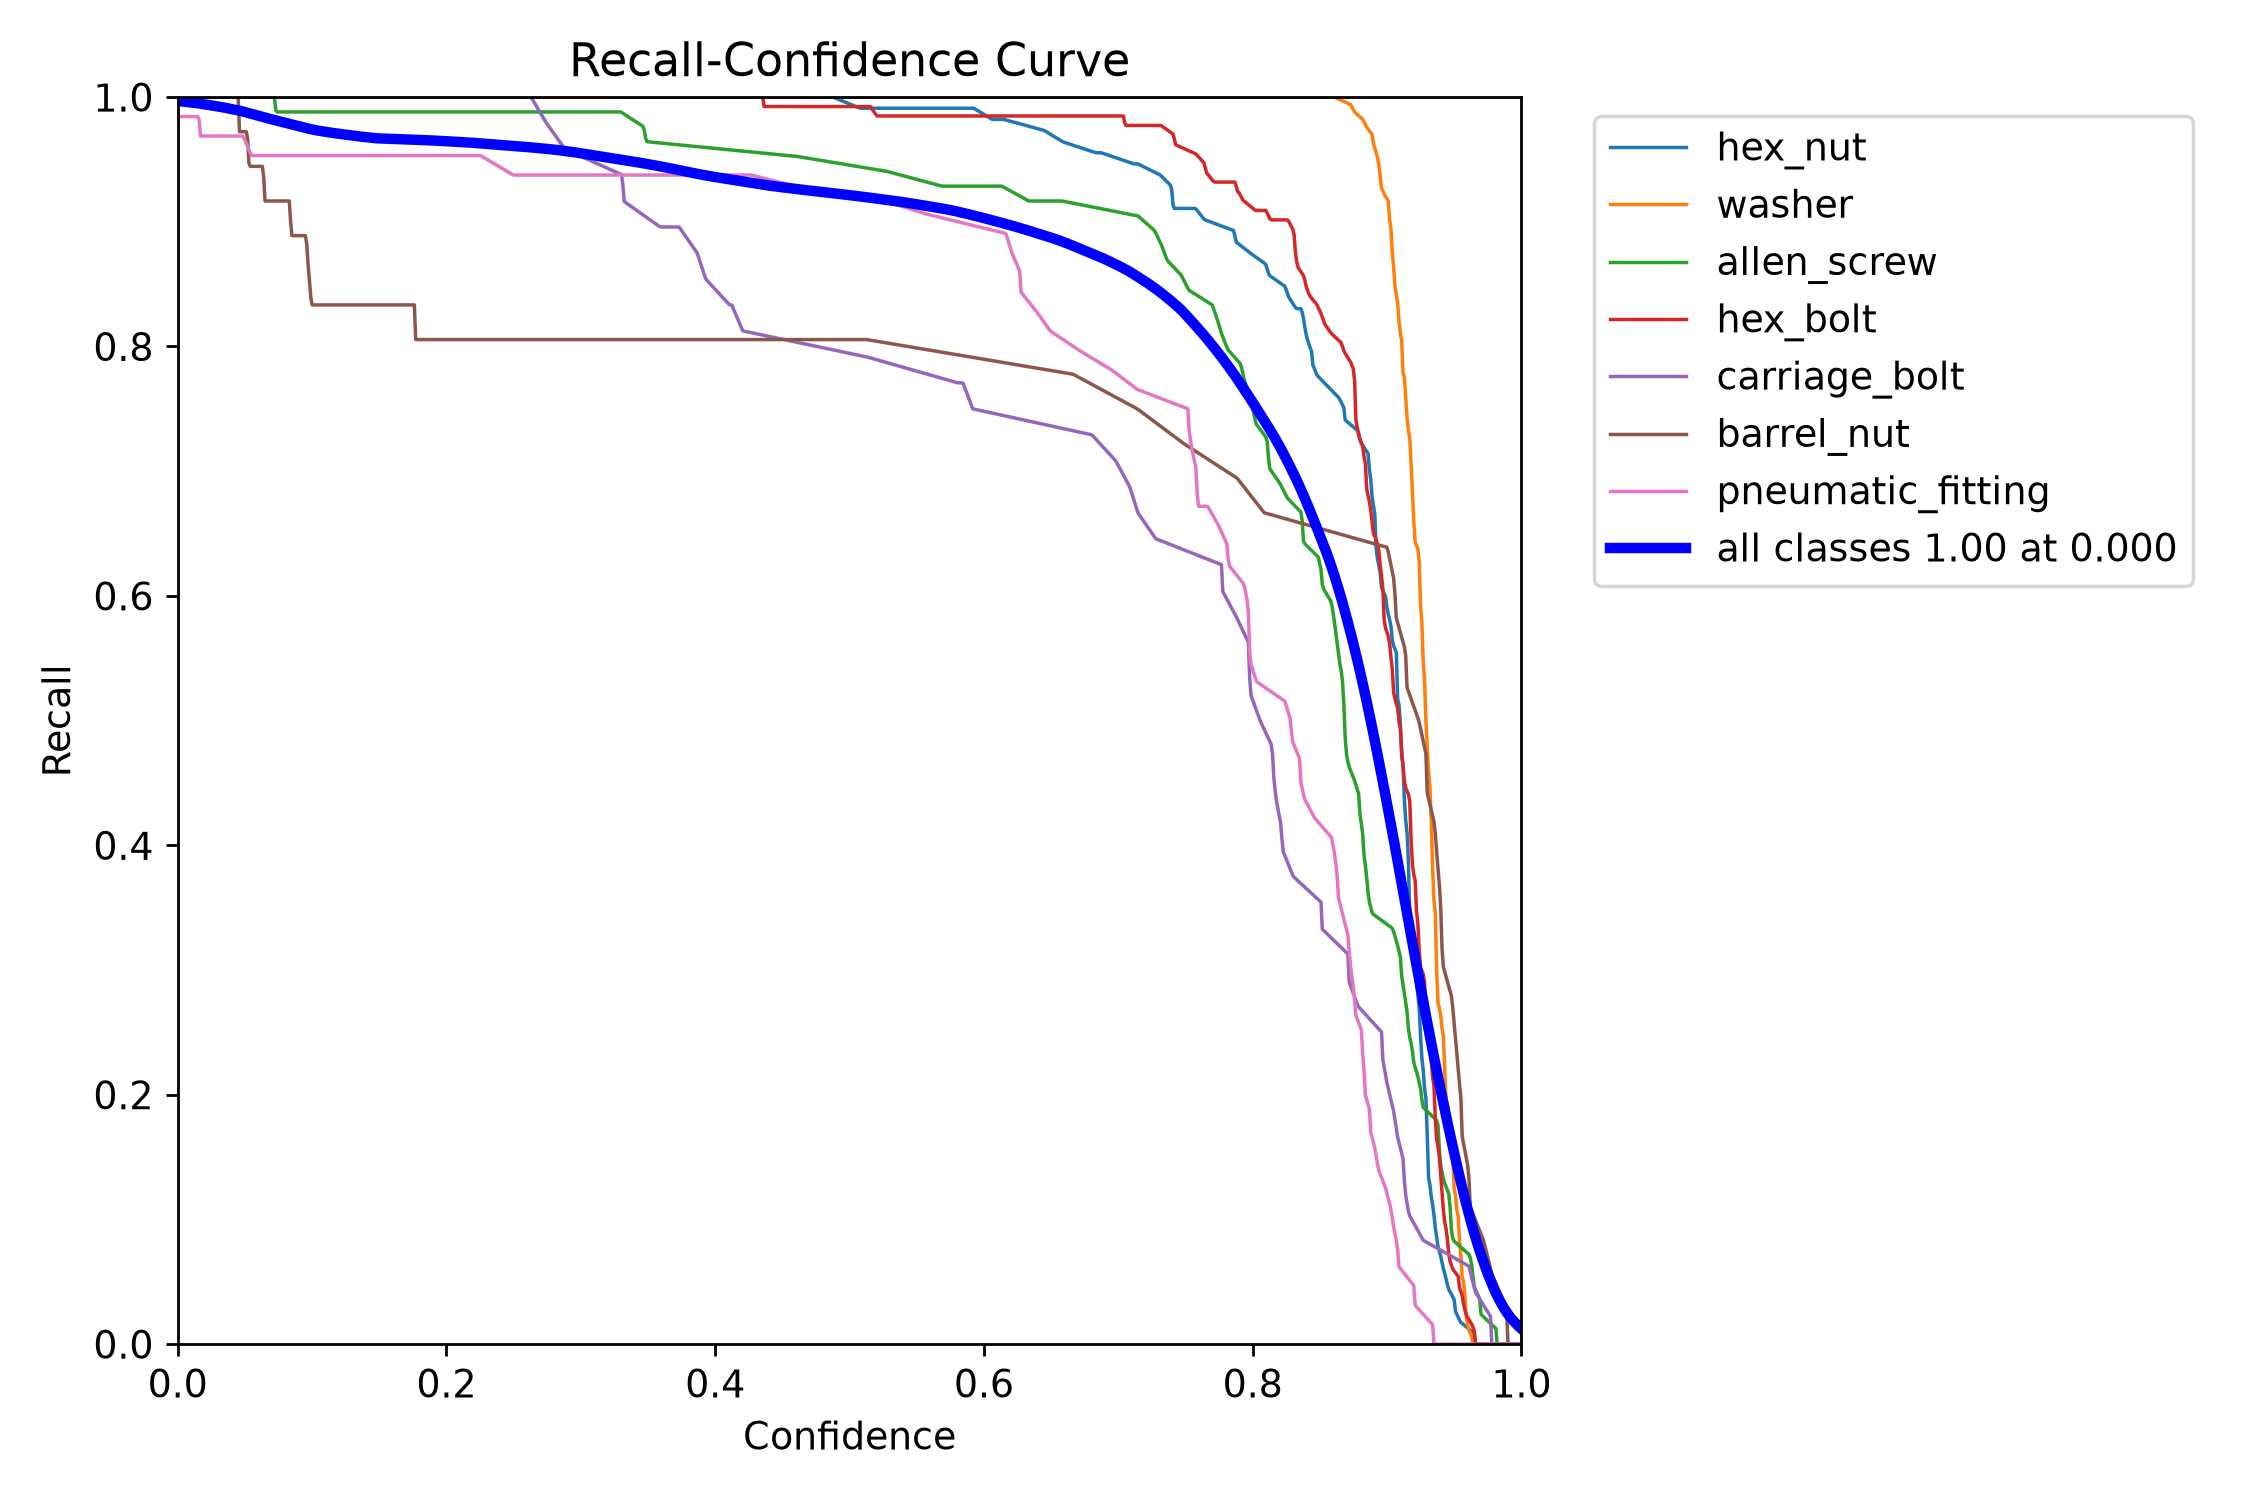 Recall-Confidence Curve
1.0
0.8
0.6
0.4
0.2
0.0
Recall
0.0 0.2 0.4 0.6 0.8 1.0
Confidence
hex_nut
washer
allen_screw
hex_bolt
carriage_bolt
barrel_nut
pneumatic_fitting
all classes 1.00 at 0.000